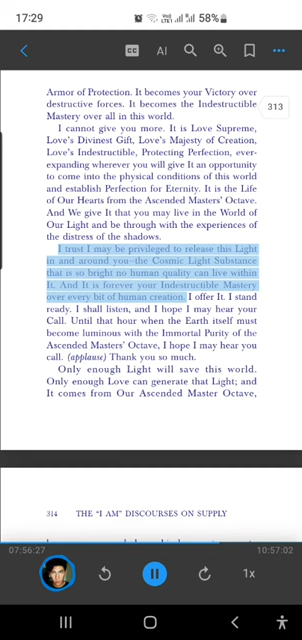 17:29
58%
CC
AI
Armor of Protection. It becomes your Victory over
destructive forces. It becomes the Indestructible
Mastery over all in this world.
313
I cannot give you more. It is Love Supreme,
Love's Divinest Gift, Love's Majesty of Creation,
Love's Indestructible, Protecting Perfection, ever-
expanding wherever you will give It an opportunity
to come into the physical conditions of this world
and establish Perfection for Eternity. It is the Life
of Our Hearts from the Ascended Masters' Octave.
And We give It that you may live in the World of
Our Light and be through with the experiences of
the distress of the shadows.
I trust I may be privileged to release this Light
in and around you—the Cosmic Light Substance
that is so bright no human quality can live within
It. And It is forever your Indestructible Mastery
over every bit of human creation. I offer It. I stand
ready. I shall listen, and I hope I may hear your
Call. Until that hour when the Earth itself must
become luminous with the Immortal Purity of the
Ascended Masters' Octave, I hope I may hear you
call. (applause) Thank you so much.
Only enough Light will save this world.
Only enough Love can generate that Light; and
It comes from Our Ascended Master Octave,
314 THE "I AM" DISCOURSES ON SUPPLY
07:56:27
10:57:02
1x